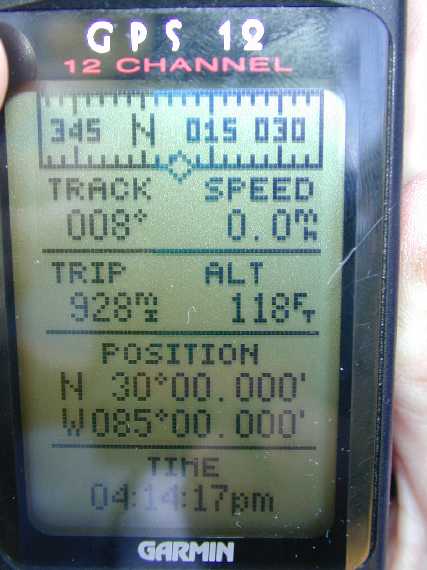 GPS 12
12 CHANNEL
345 N 015 030
TRACK SPEED
008° 0.0mh
TRIP ALT
928mi 118FT
POSITION
N 30°00.000'
W085°00.000'
TIME
04:14:17pm
GARMIN